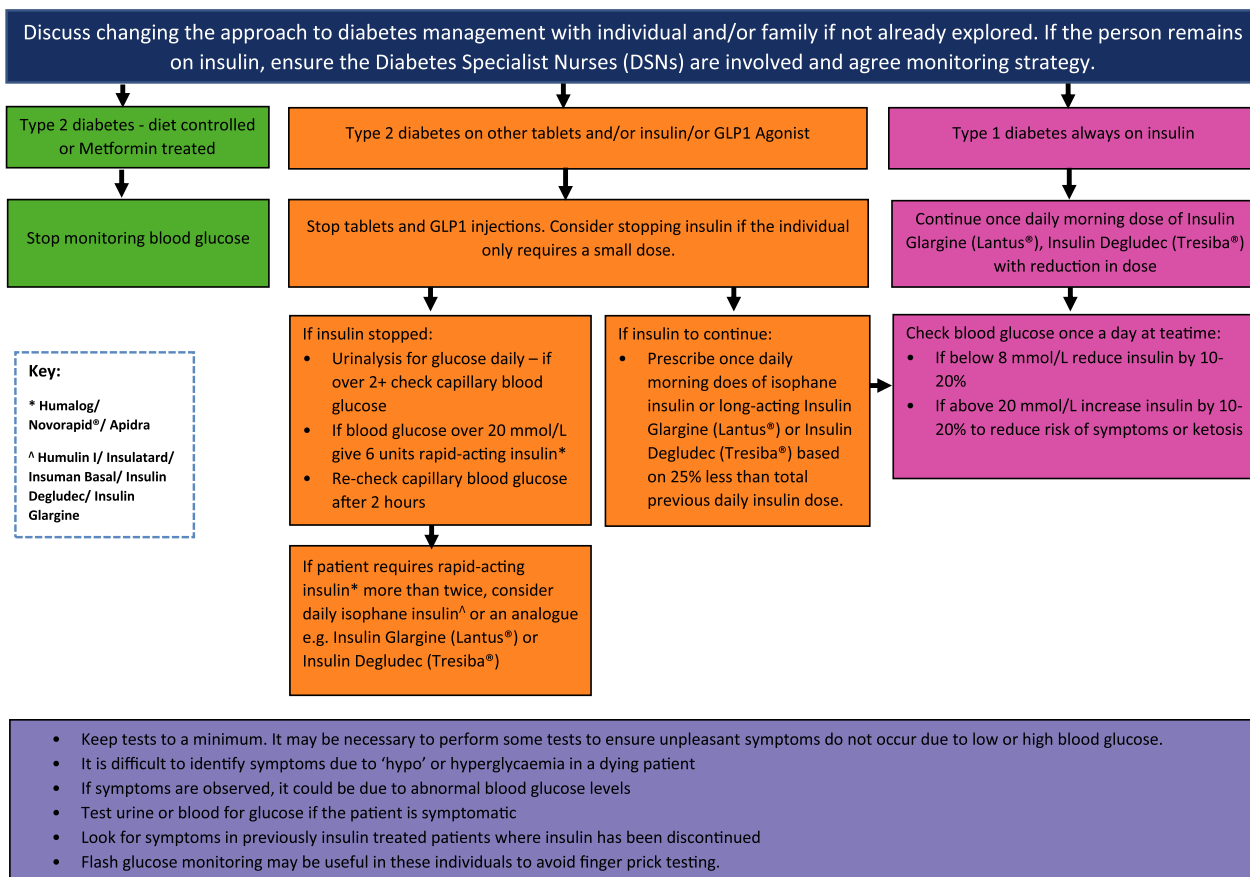 Discuss changing the approach to diabetes management with individual and/or family if not already explored. If the person remains
on insulin, ensure the Diabetes Specialist Nurses (DSNs) are involved and agree monitoring strategy.
Type 2 diabetes - diet controlled
or Metformin treated
Type 2 diabetes on other tablets and/or insulin/or GLP1 Agonist
Type 1 diabetes always on insulin
Stop monitoring blood glucose
Stop tablets and GLP1 injections. Consider stopping insulin if the individual
only requires a small dose.
Continue once daily morning dose of Insulin
Glargine (Lantus®), Insulin Degludec (Tresiba®)
with reduction in dose
Key:
* Humalog/
Novorapid®/ Apidra
^ Humulin I/ Insulatard/
Insuman Basal/ Insulin
Degludec/ Insulin
Glargine
If insulin stopped:
• Urinalysis for glucose daily – if
over 2+ check capillary blood
glucose
• If blood glucose over 20 mmol/L
give 6 units rapid-acting insulin*
• Re-check capillary blood glucose
after 2 hours
If insulin to continue:
• Prescribe once daily
morning does of isophane
insulin or long-acting Insulin
Glargine (Lantus®) or Insulin
Degludec (Tresiba®) based
on 25% less than total
previous daily insulin dose.
Check blood glucose once a day at teatime:
• If below 8 mmol/L reduce insulin by 10-
20%
• If above 20 mmol/L increase insulin by 10-
20% to reduce risk of symptoms or ketosis
If patient requires rapid-acting
insulin* more than twice, consider
daily isophane insulin^ or an analogue
e.g. Insulin Glargine (Lantus®) or
Insulin Degludec (Tresiba®)
• Keep tests to a minimum. It may be necessary to perform some tests to ensure unpleasant symptoms do not occur due to low or high blood glucose.
• It is difficult to identify symptoms due to ‘hypo’ or hyperglycaemia in a dying patient
• If symptoms are observed, it could be due to abnormal blood glucose levels
• Test urine or blood for glucose if the patient is symptomatic
• Look for symptoms in previously insulin treated patients where insulin has been discontinued
• Flash glucose monitoring may be useful in these individuals to avoid finger prick testing.